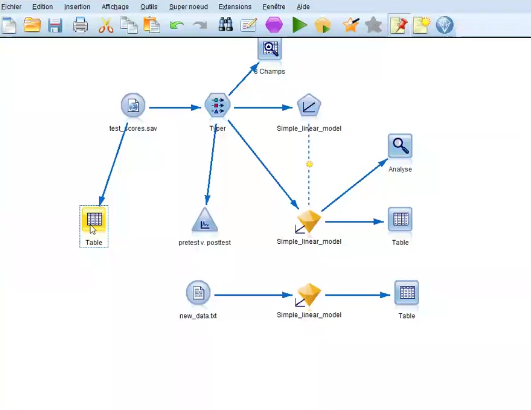 Fichier Edition Insertion Affichage Outils Super noeud Extensions Fenêtre Aide
8 Champs
test_scores.sav Typer Simple_linear_model
Analyse
Table pretest v. posttest Simple_linear_model Table
new_data.txt Simple_linear_model Table